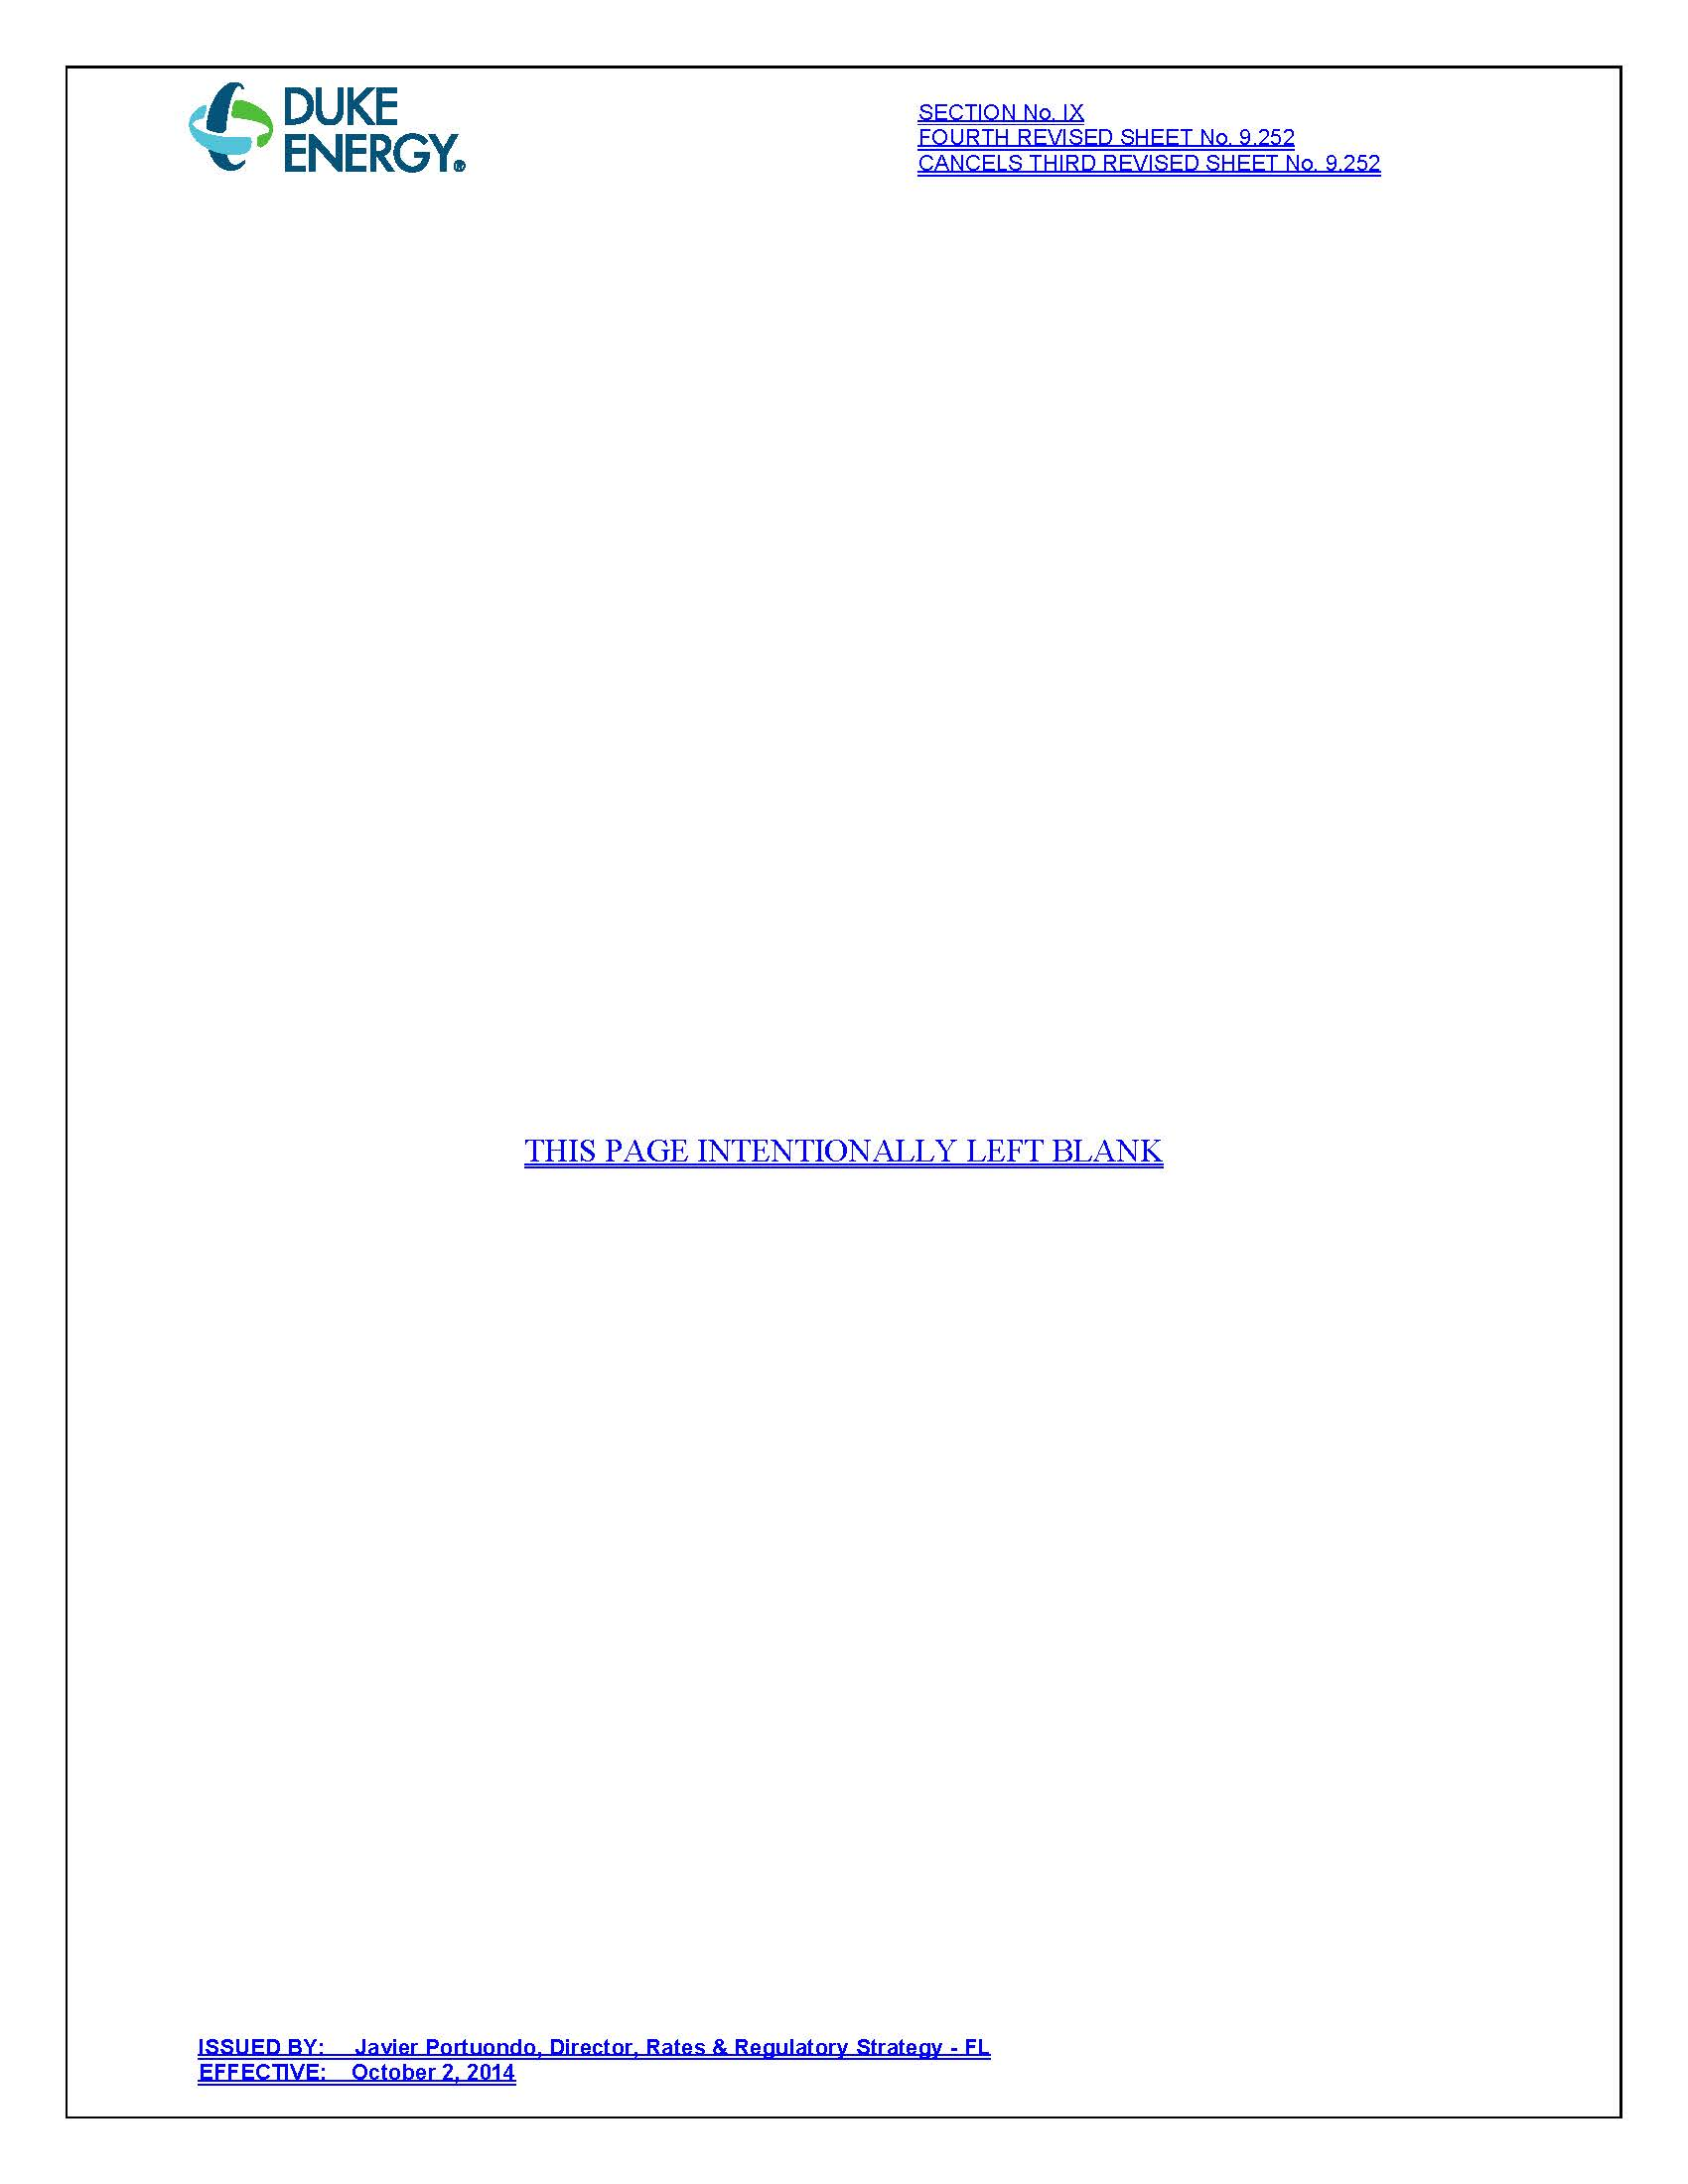 DUKE
ENERGY®
SECTION No. IX
FOURTH REVISED SHEET No. 9.252
CANCELS THIRD REVISED SHEET No. 9.252
THIS PAGE INTENTIONALLY LEFT BLANK
ISSUED BY: Javier Portuondo, Director, Rates & Regulatory Strategy - FL
EFFECTIVE: October 2, 2014